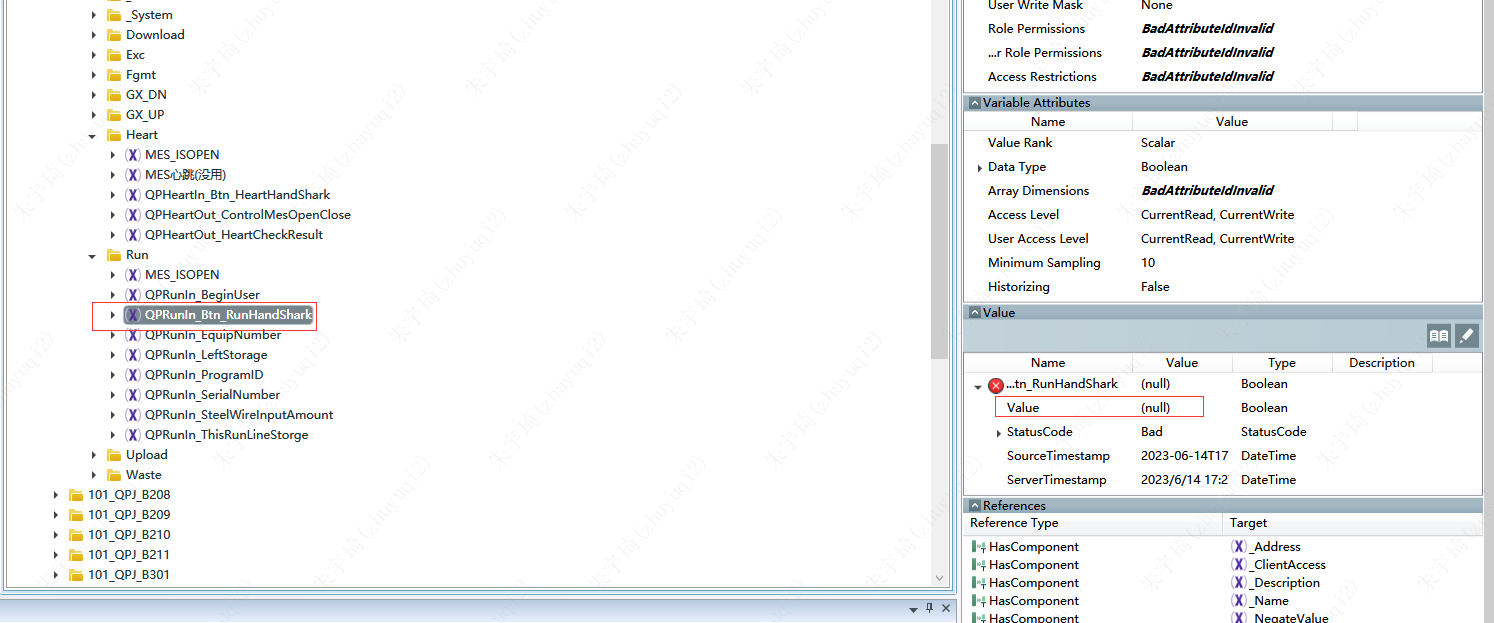 _System
Download
Exc
Fgmt
GX_DN
GX_UP
Heart
MES_ISOPEN
MES心跳(没用)
QPHeartIn_Btn_HeartHandShark
QPHeartOut_ControlMesOpenClose
QPHeartOut_HeartCheckResult
Run
MES_ISOPEN
QPRunIn_BeginUser
QPRunIn_Btn_RunHandShark
QPRunIn_EquipNumber
QPRunIn_LeftStorage
QPRunIn_ProgramID
QPRunIn_SerialNumber
QPRunIn_SteelWireInputAmount
QPRunIn_ThisRunLineStorge
Upload
Waste
101_QPJ_B208
101_QPJ_B209
101_QPJ_B210
101_QPJ_B211
101_QPJ_B301
User Write Mask None
Role Permissions BadAttributeIdInvalid
...r Role Permissions BadAttributeIdInvalid
Access Restrictions BadAttributeIdInvalid
Variable Attributes
Name Value
Value Rank Scalar
Data Type Boolean
Array Dimensions BadAttributeIdInvalid
Access Level CurrentRead, CurrentWrite
User Access Level CurrentRead, CurrentWrite
Minimum Sampling 10
Historizing False
Value
Name Value Type Description
...tn_RunHandShark (null) Boolean
Value (null) Boolean
StatusCode Bad StatusCode
SourceTimestamp 2023-06-14T17 DateTime
ServerTimestamp 2023/6/14 17:2 DateTime
References
Reference Type Target
HasComponent _Address
HasComponent _ClientAccess
HasComponent _Description
HasComponent _Name
HasComponent _NegateValue
朱宇琦(zhuyuqi2)